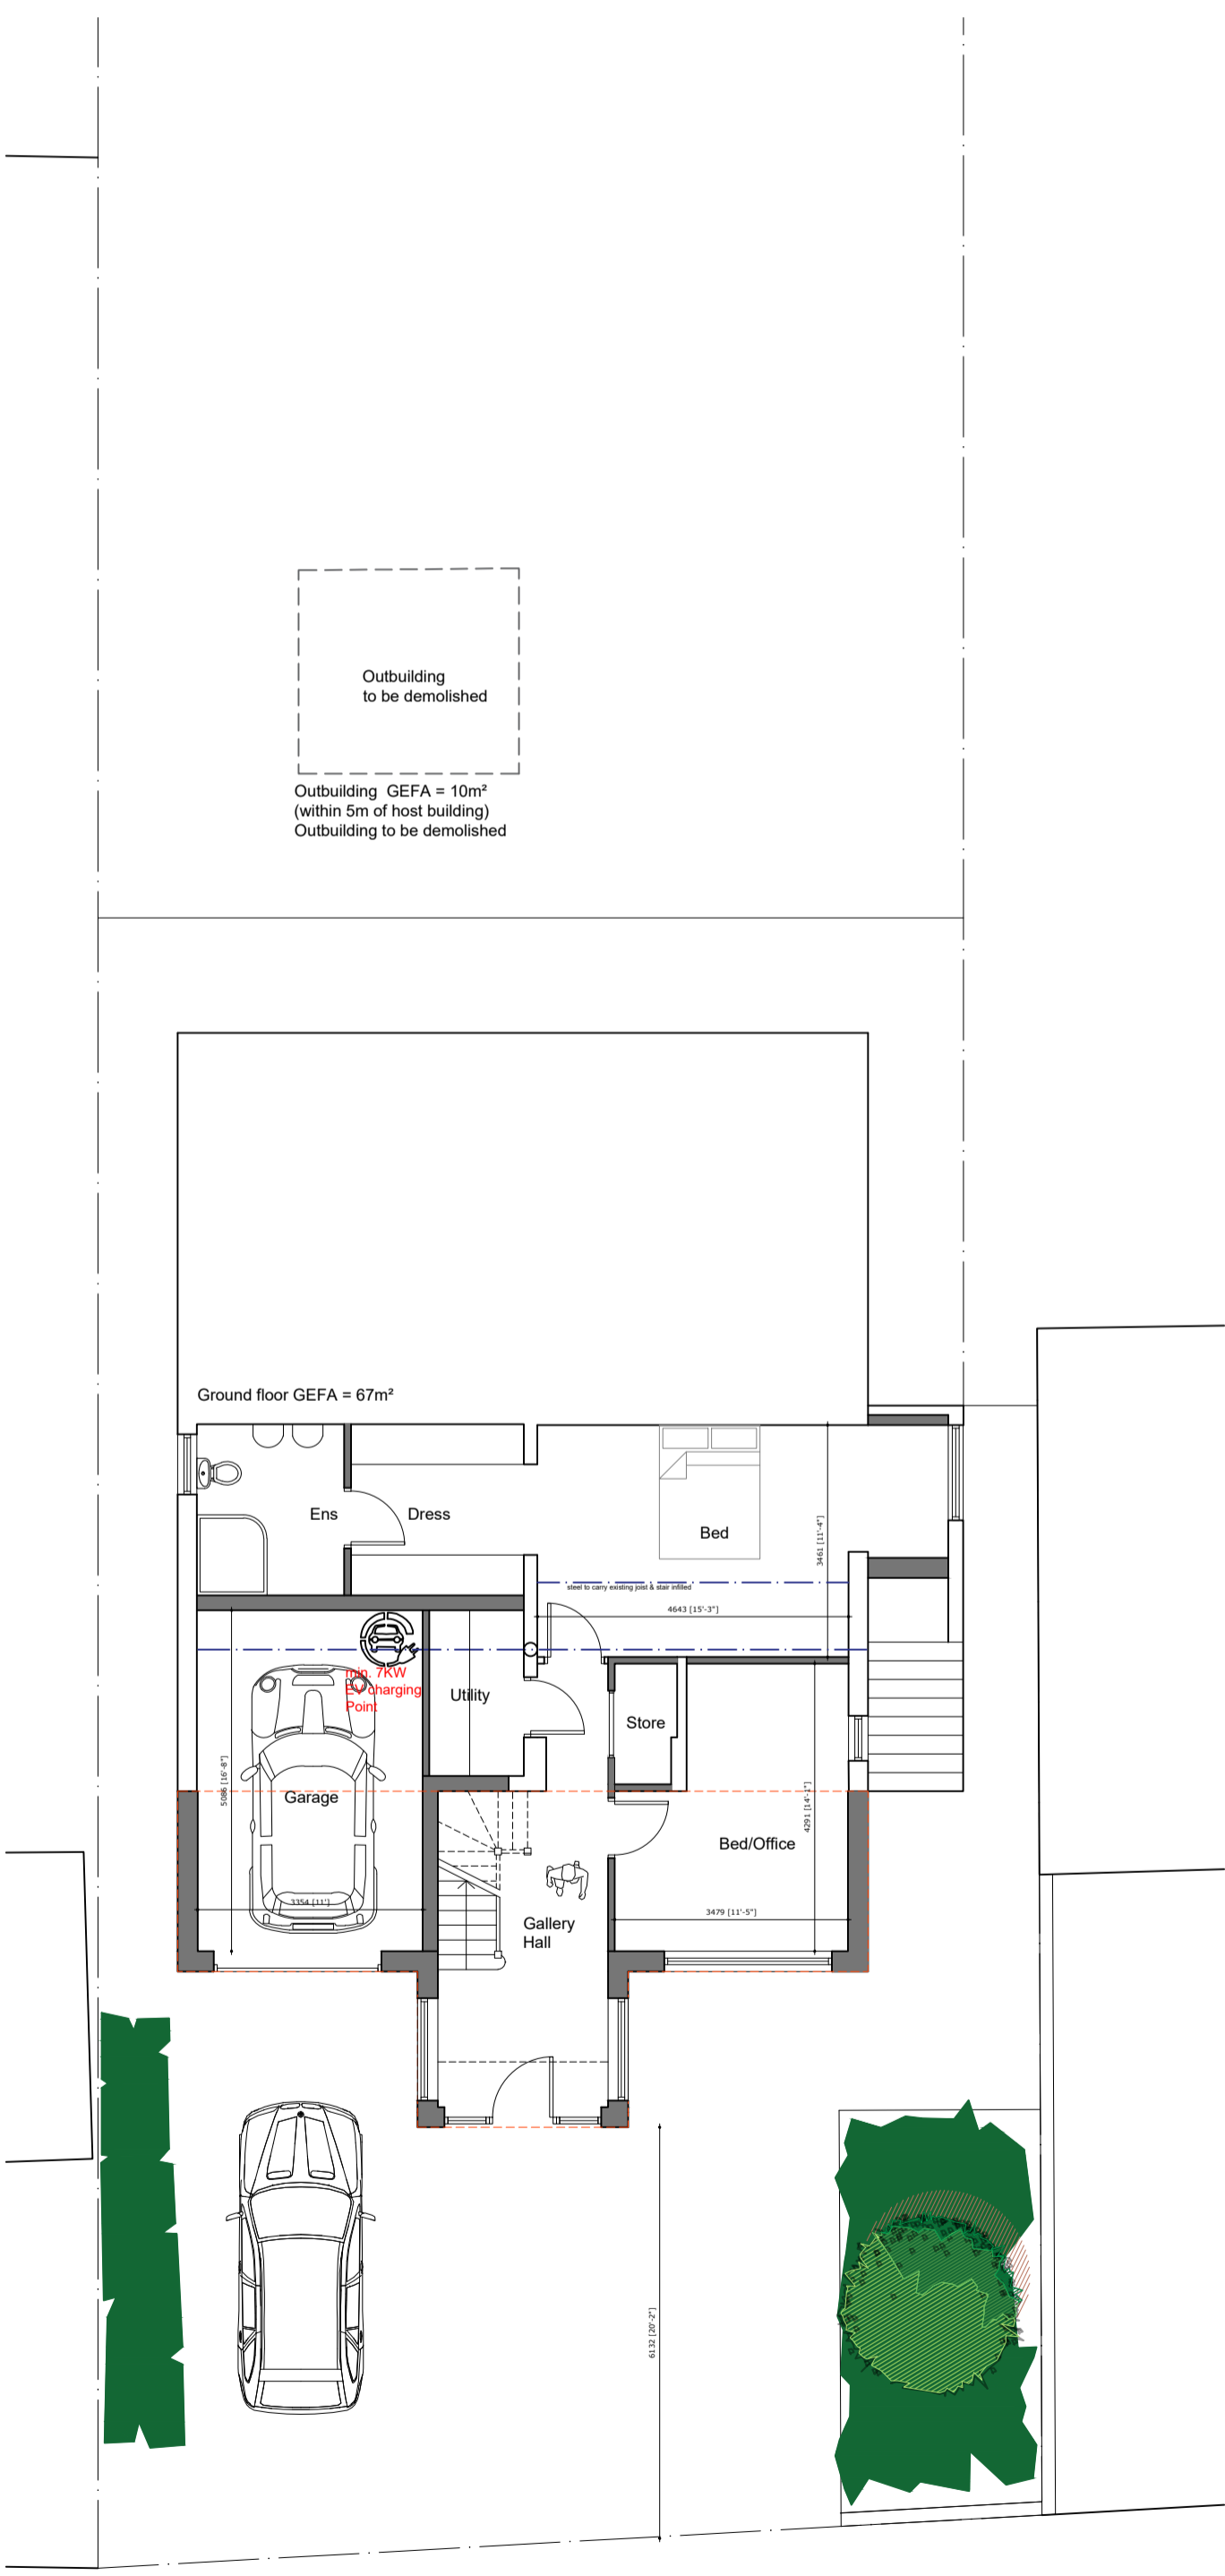 Outbuilding
to be demolished
Outbuilding GEFA = 10m²
(within 5m of host building)
Outbuilding to be demolished
Ground floor GEFA = 67m²
Ens
Dress
Bed
3461 [11'-4"]
steel to carry existing joist & stair infilled
4643 [15'-3"]
min. 7KW
EV charging
Point
Utility
Store
5086 [16'-8"]
Garage
4291 [14'-1"]
Bed/Office
3354 [11']
3479 [11'-5"]
Gallery
Hall
6132 [20'-2"]